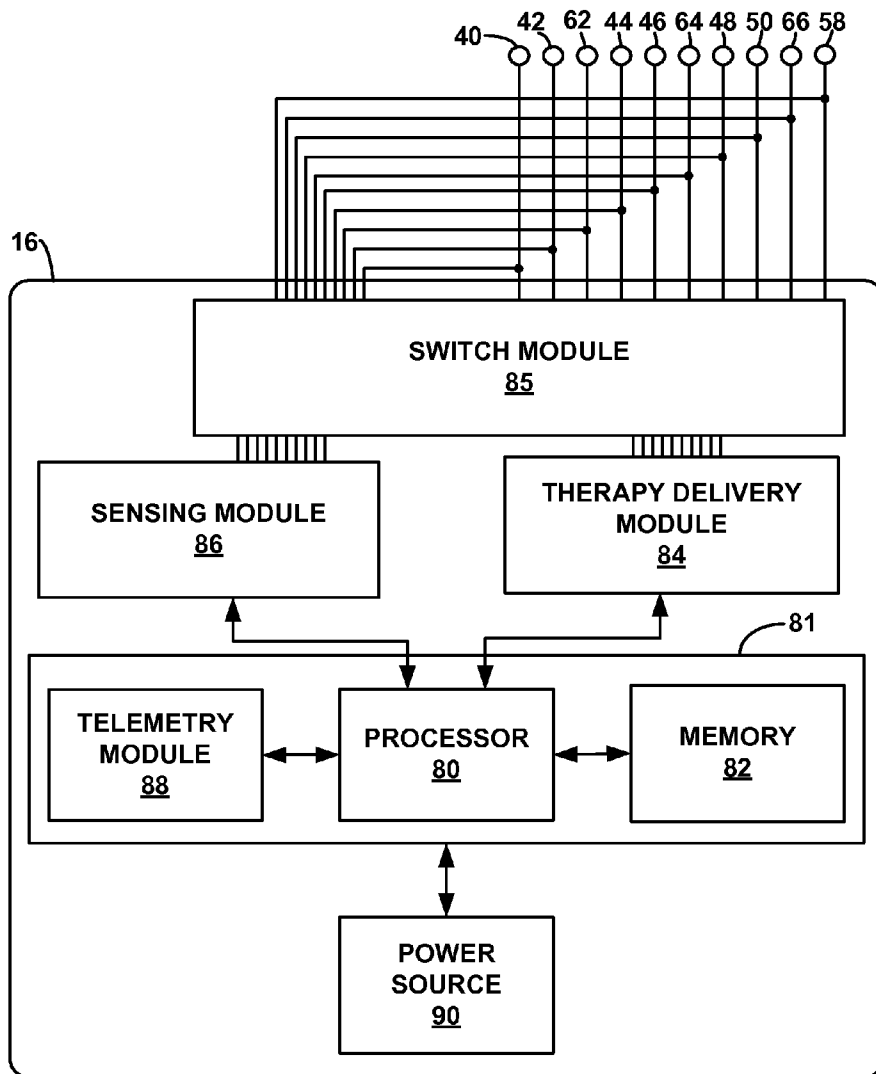 40 42 62 44 46 64 48 50 66 58
16
SWITCH MODULE
85
SENSING MODULE
86
THERAPY DELIVERY
MODULE
84
81
TELEMETRY
MODULE
88
PROCESSOR
80
MEMORY
82
POWER
SOURCE
90